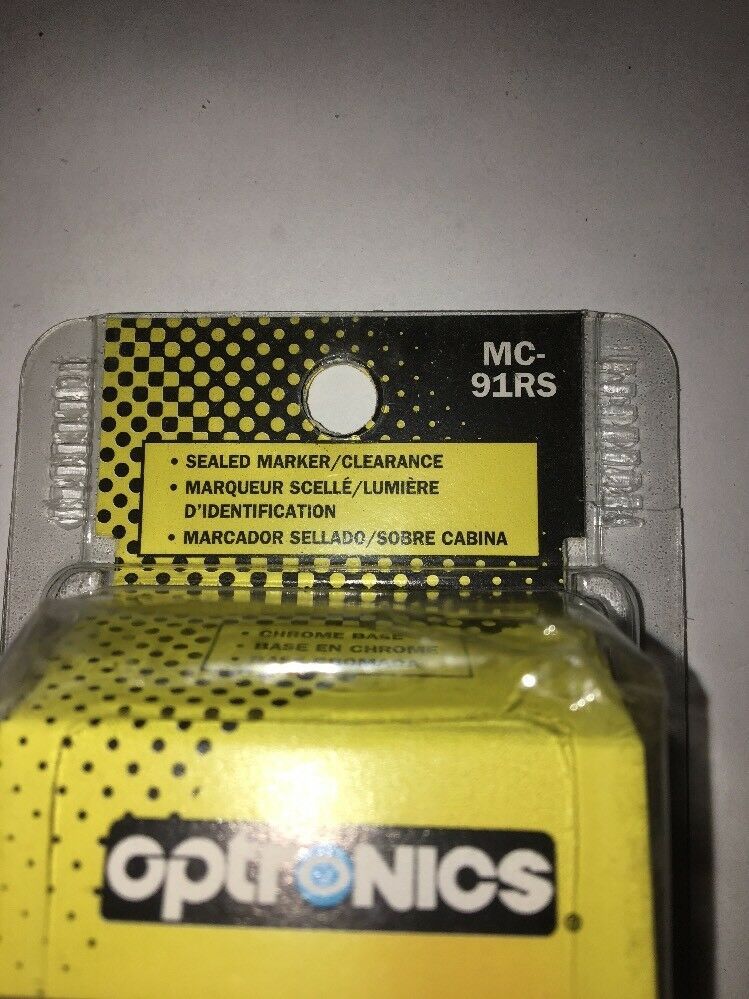 MC-
91RS
• SEALED MARKER/CLEARANCE
• MARQUEUR SCELLÉ/LUMIÈRE
D'IDENTIFICATION
• MARCADOR SELLADO/SOBRE CABINA
• CHROME BASE
• BASE EN CHROME
optronics®